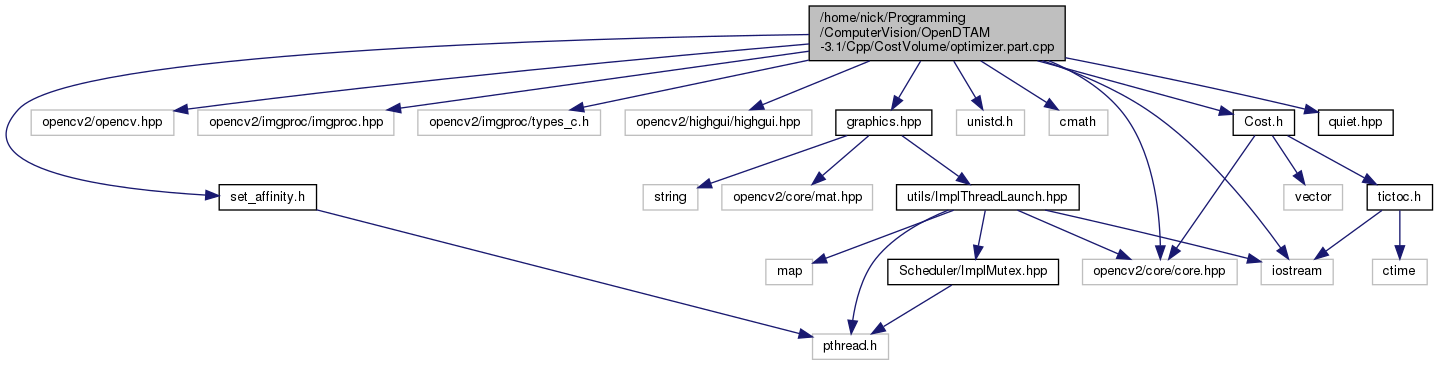 /home/nick/Programming
/ComputerVision/OpenDTAM
-3.1/Cpp/CostVolume/optimizer.part.cpp
opencv2/opencv.hpp
opencv2/imgproc/imgproc.hpp
opencv2/imgproc/types_c.h
opencv2/highgui/highgui.hpp
graphics.hpp
unistd.h
cmath
Cost.h
quiet.hpp
set_affinity.h
string
opencv2/core/mat.hpp
utils/ImplThreadLaunch.hpp
vector
tictoc.h
map
Scheduler/ImplMutex.hpp
opencv2/core/core.hpp
iostream
ctime
pthread.h